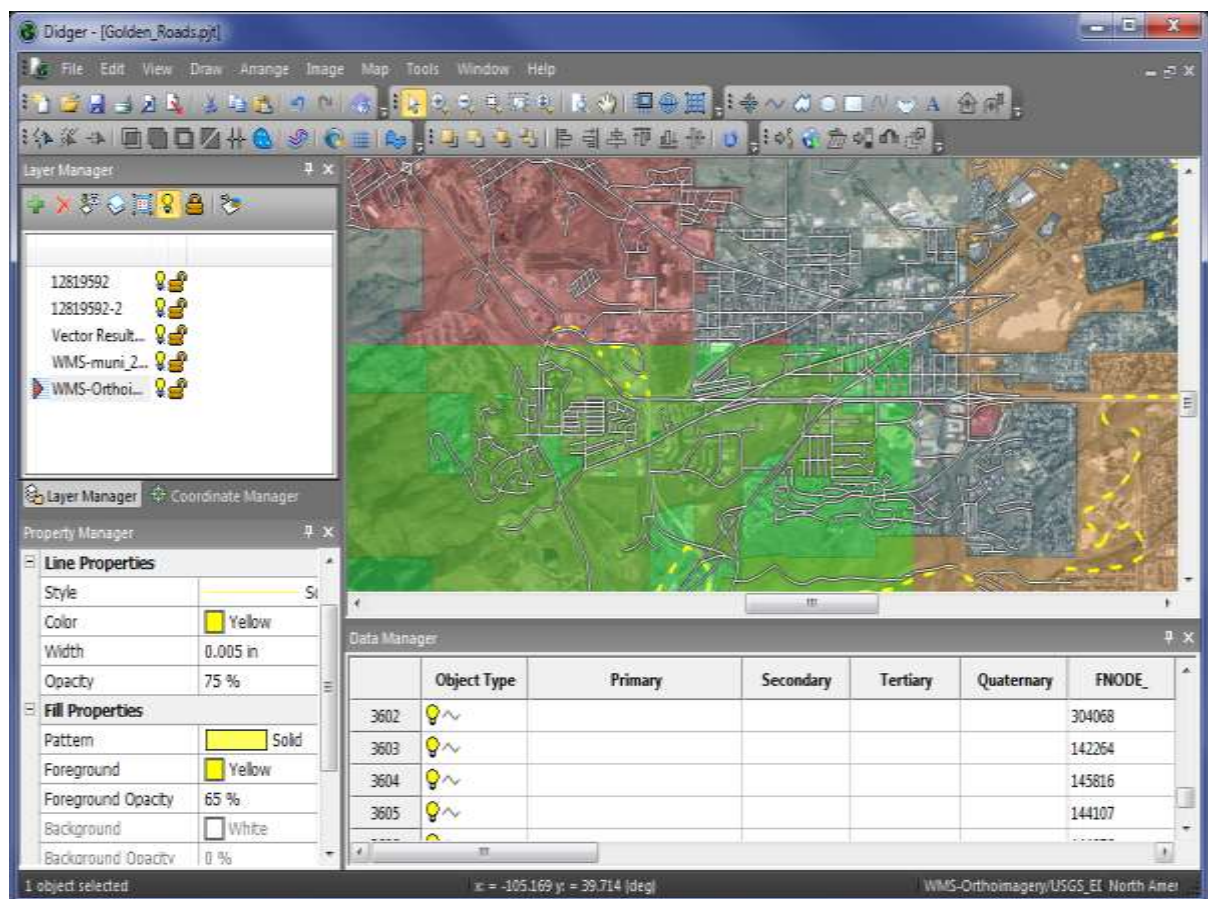 Didger - [Golden_Roads.pjt]
File Edit View Draw Arrange Image Map Tools Window Help
Layer Manager
12819592
12819592-2
Vector Result...
WMS-muni_2...
WMS-Orthoi...
Layer Manager Coordinate Manager
Property Manager
Line Properties
Style
Color Yellow
Width 0.005 in
Opacity 75 %
Fill Properties
Pattern Solid
Foreground Yellow
Foreground Opacity 65 %
Background White
Background Opacity 0 %
Data Manager
Object Type Primary Secondary Tertiary Quaternary FNODE_
3602 304068
3603 142264
3604 145816
3605 144107
1 object selected x: = -105.169 y: = 39.714 (deg) WMS-Orthoimagery/USGS_EI North Amer